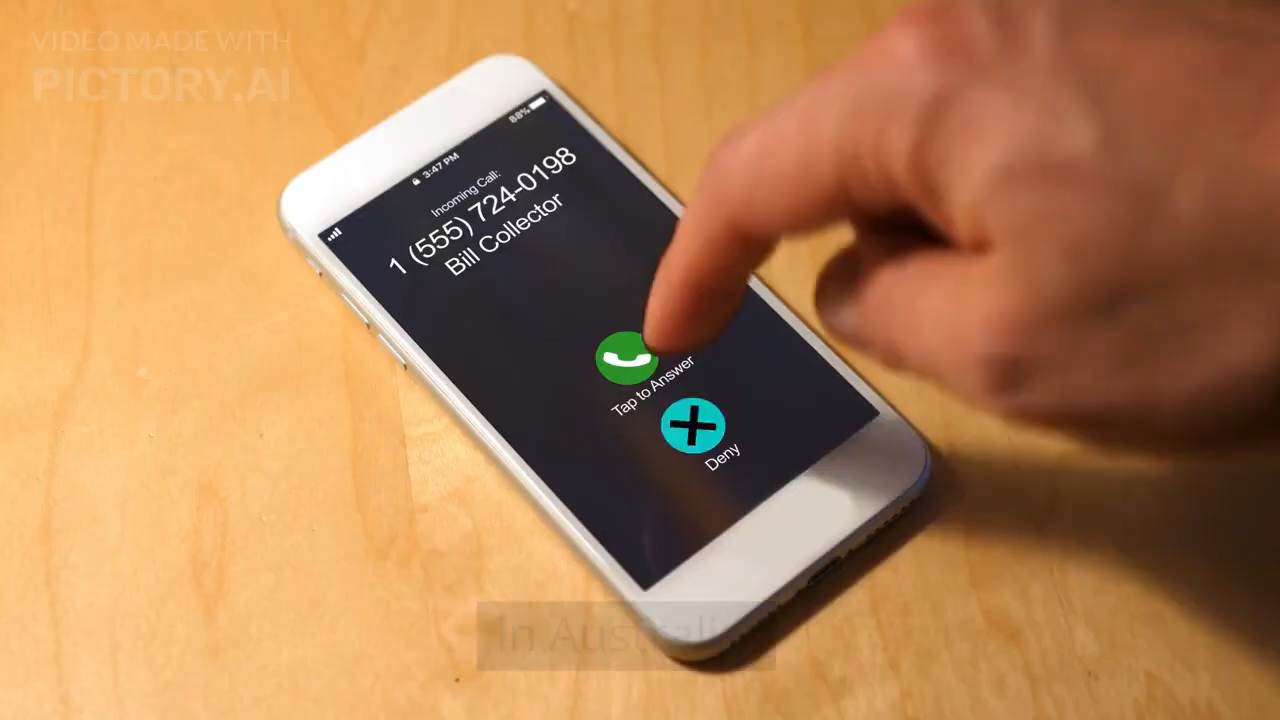 VIDEO MADE WITH
PICTORY.AI
88%
3:47 PM
Incoming Call:
1 (555) 724-0198
Bill Collector
Tap to Answer
Deny
In